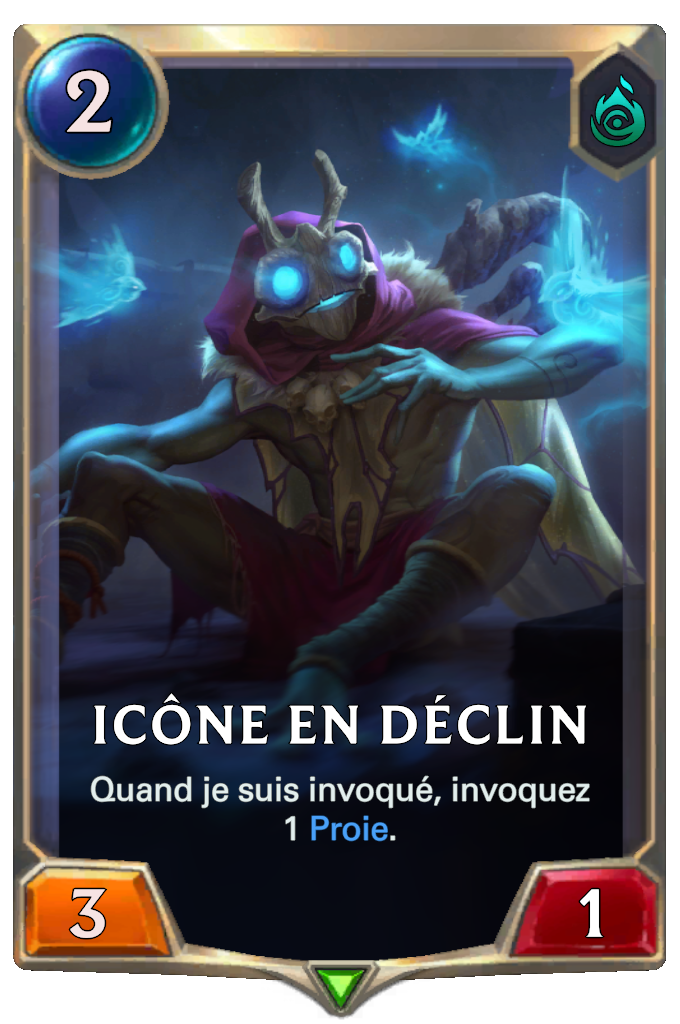 2
ICÔNE EN DÉCLIN
Quand je suis invoqué, invoquez
1 Proie.
3
1